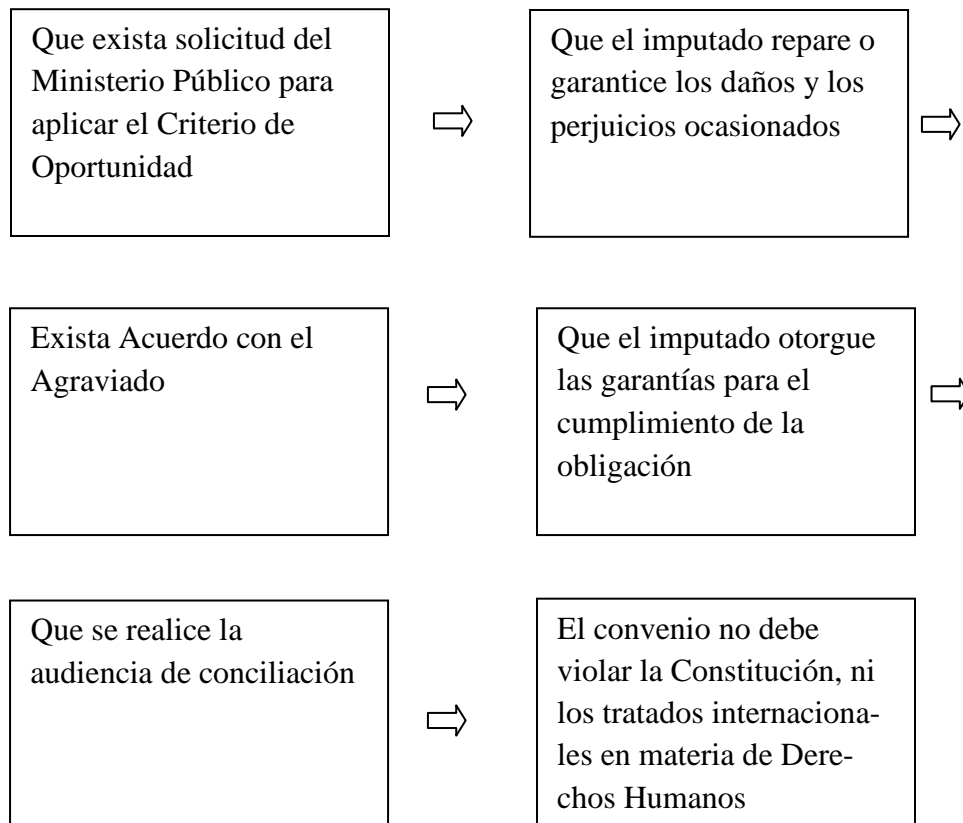 Que exista solicitud del
Ministerio Público para
aplicar el Criterio de
Oportunidad
Que el imputado repare o
garantice los daños y los
perjuicios ocasionados
Exista Acuerdo con el
Agraviado
Que el imputado otorgue
las garantías para el
cumplimiento de la
obligación
Que se realice la
audiencia de conciliación
El convenio no debe
violar la Constitución, ni
los tratados internaciona-
les en materia de Dere-
chos Humanos